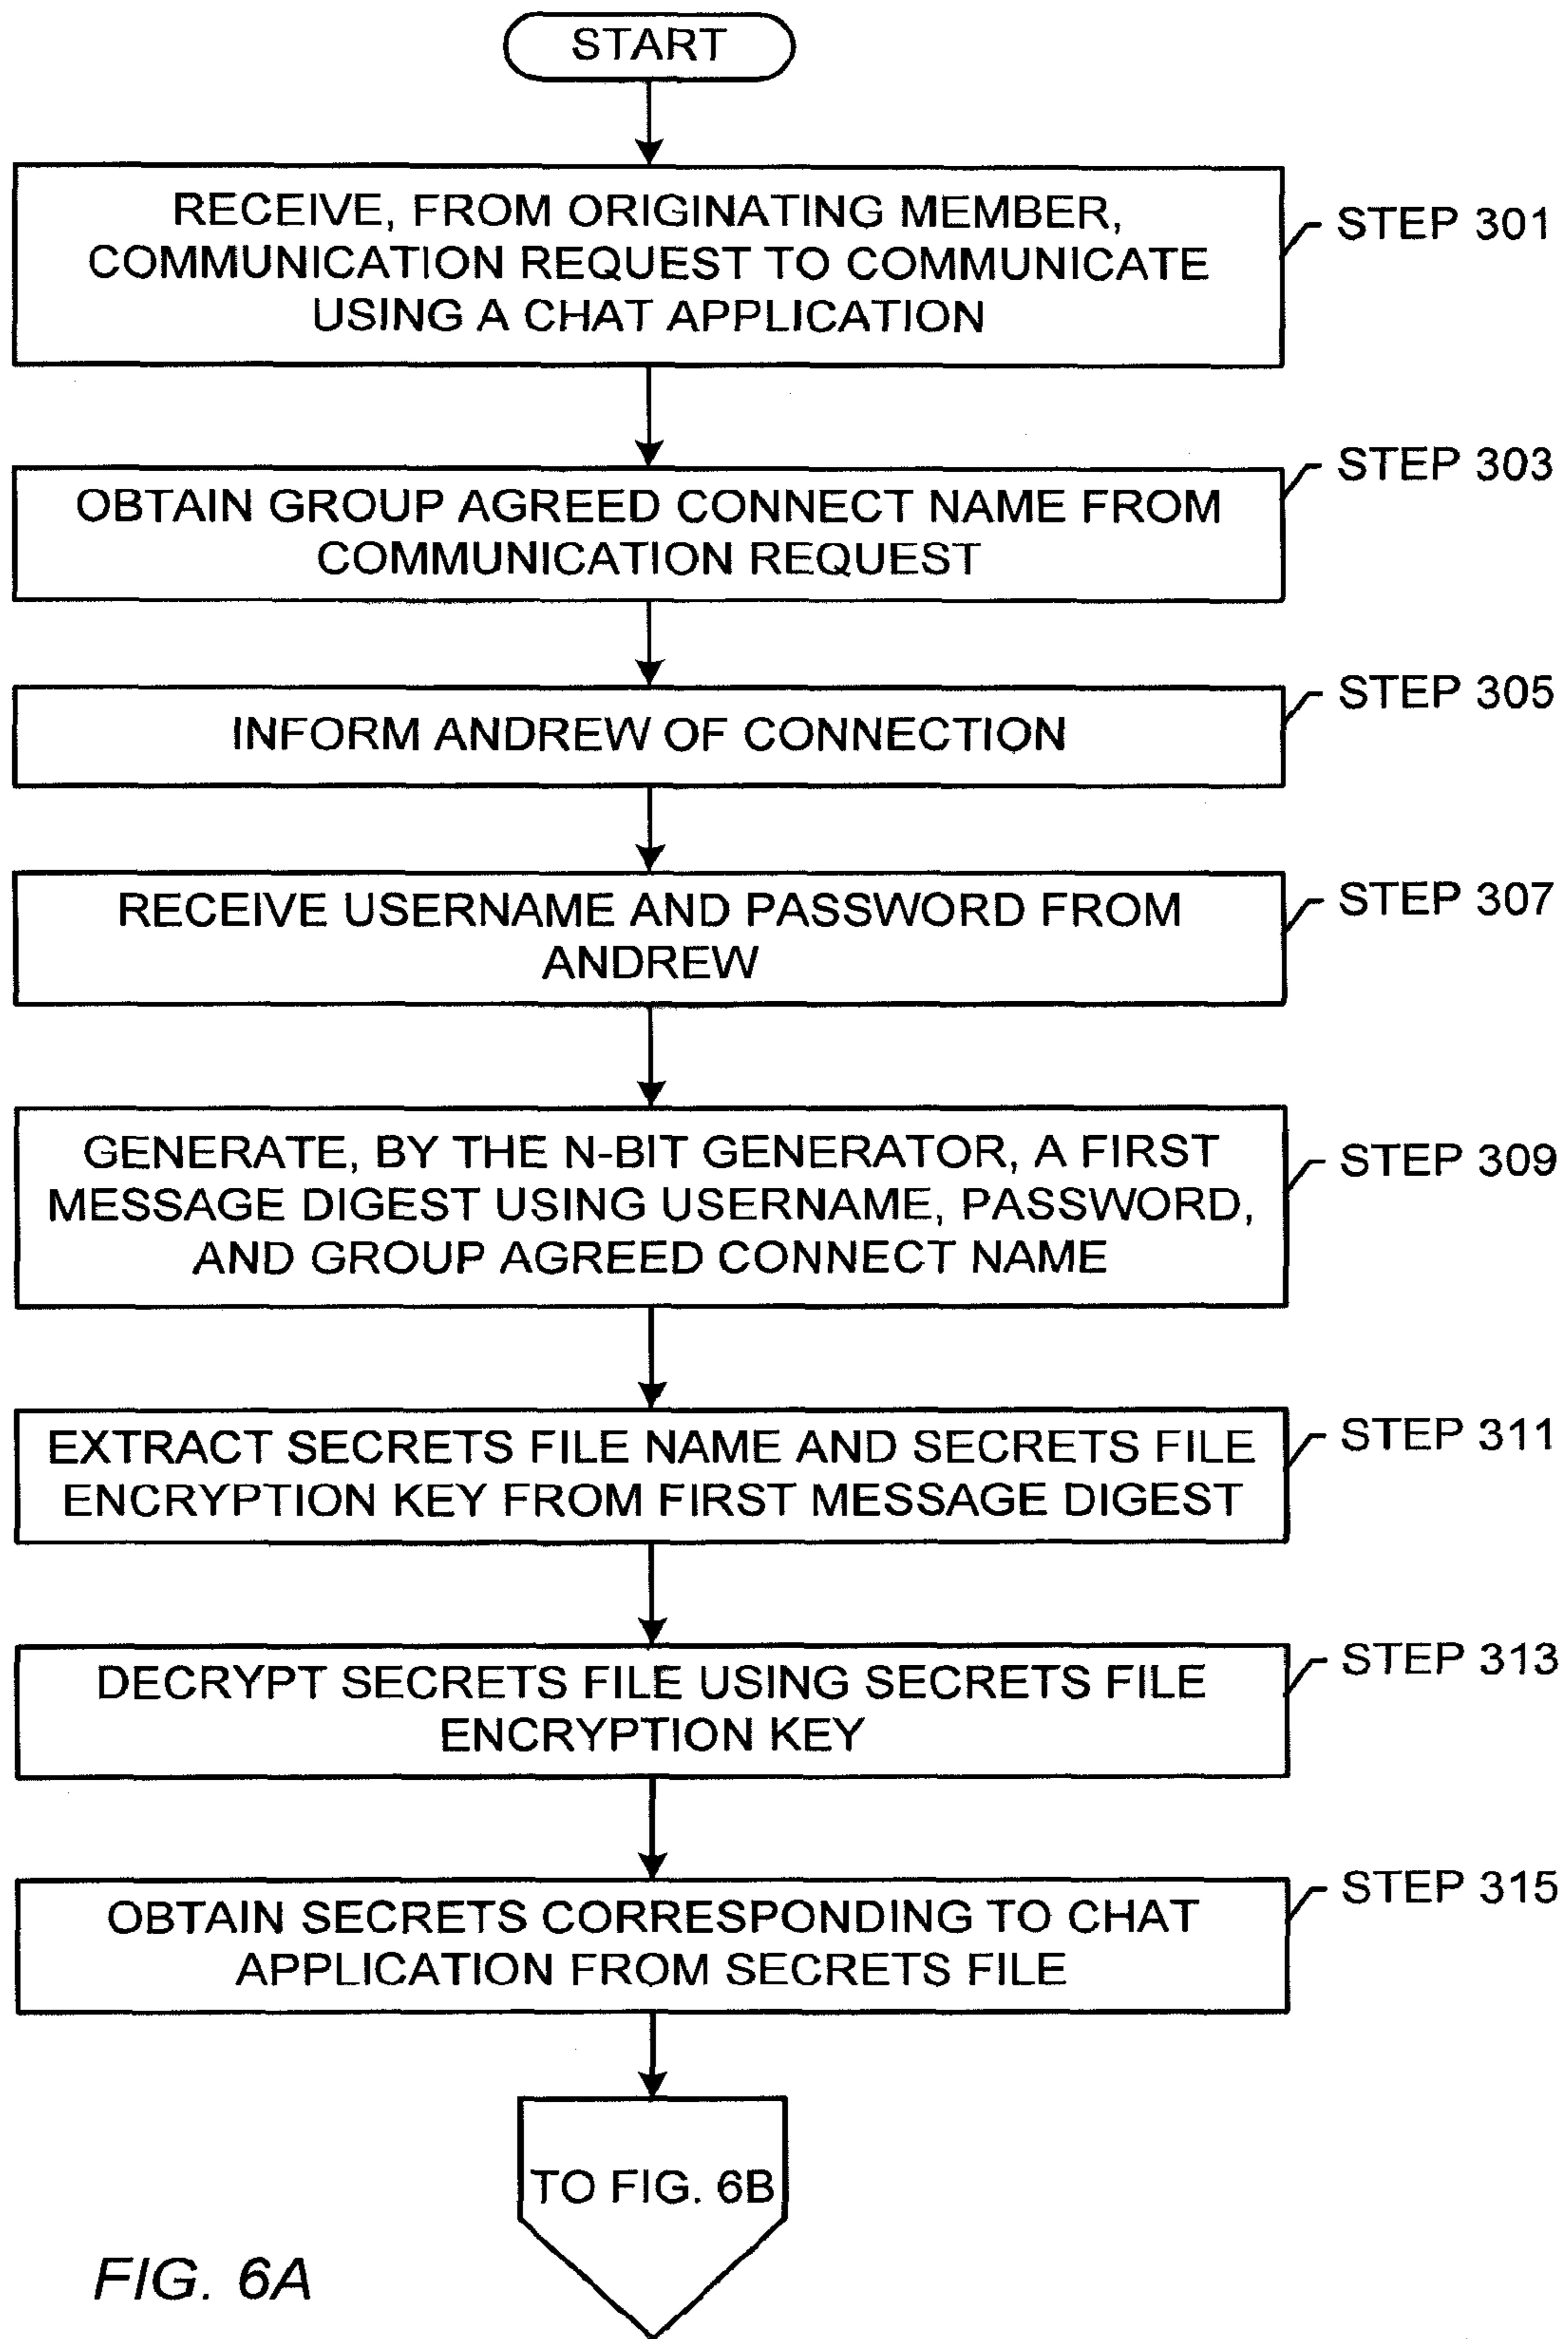 START
RECEIVE, FROM ORIGINATING MEMBER,
COMMUNICATION REQUEST TO COMMUNICATE
USING A CHAT APPLICATION
STEP 301
OBTAIN GROUP AGREED CONNECT NAME FROM
COMMUNICATION REQUEST
STEP 303
INFORM ANDREW OF CONNECTION
STEP 305
RECEIVE USERNAME AND PASSWORD FROM
ANDREW
STEP 307
GENERATE, BY THE N-BIT GENERATOR, A FIRST
MESSAGE DIGEST USING USERNAME, PASSWORD,
AND GROUP AGREED CONNECT NAME
STEP 309
EXTRACT SECRETS FILE NAME AND SECRETS FILE
ENCRYPTION KEY FROM FIRST MESSAGE DIGEST
STEP 311
DECRYPT SECRETS FILE USING SECRETS FILE
ENCRYPTION KEY
STEP 313
OBTAIN SECRETS CORRESPONDING TO CHAT
APPLICATION FROM SECRETS FILE
STEP 315
TO FIG. 6B
FIG. 6A